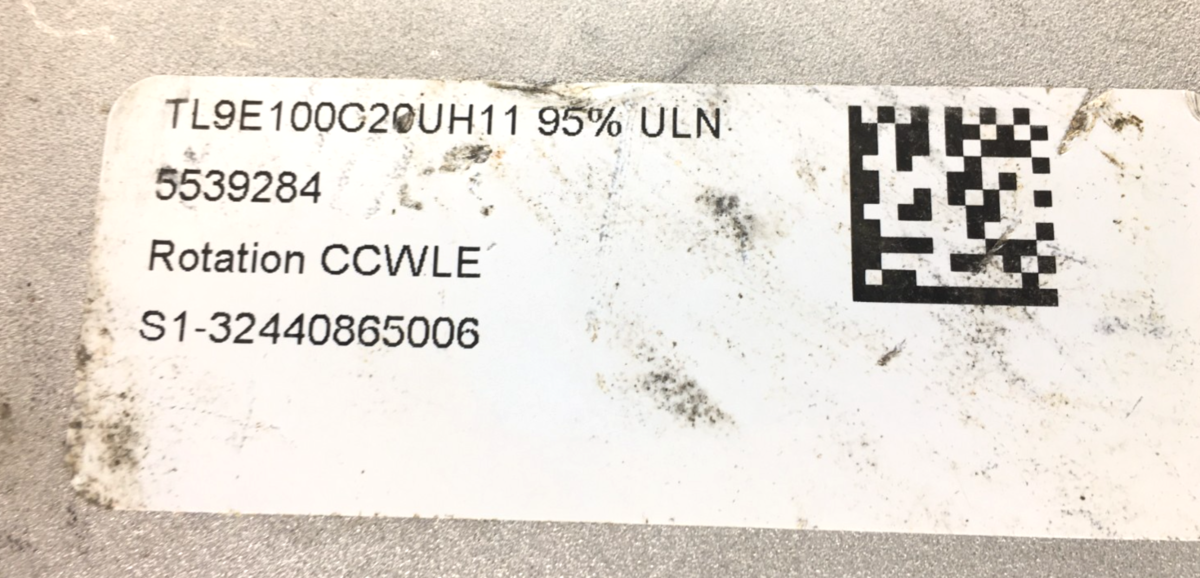 TL9E100C20UH11 95% ULN
5539284
Rotation CCWLE
S1-32440865006